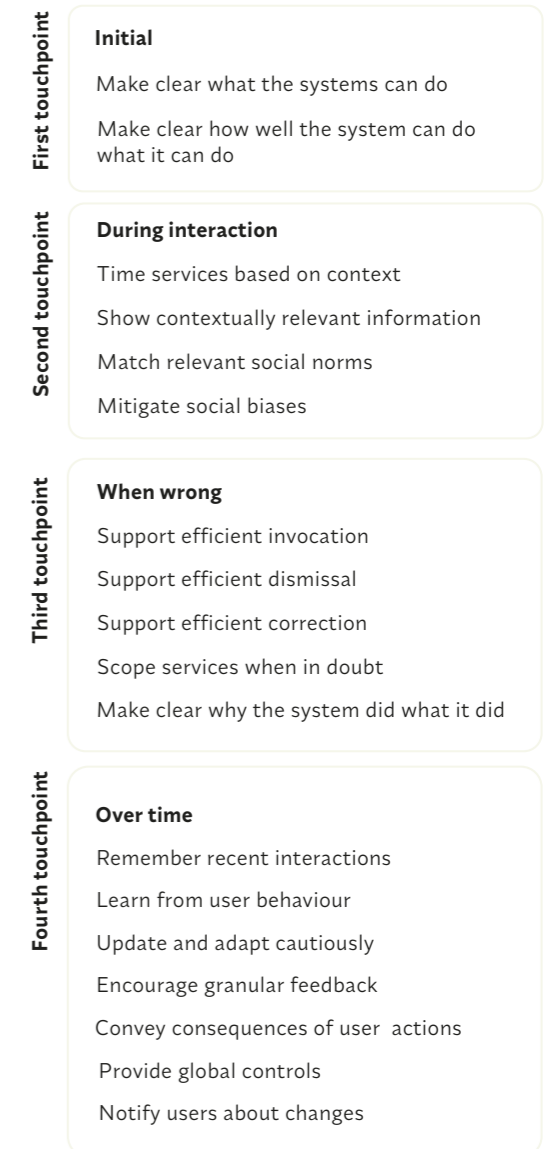 First touchpoint
Initial
Make clear what the systems can do
Make clear how well the system can do
what it can do
Second touchpoint
During interaction
Time services based on context
Show contextually relevant information
Match relevant social norms
Mitigate social biases
Third touchpoint
When wrong
Support efficient invocation
Support efficient dismissal
Support efficient correction
Scope services when in doubt
Make clear why the system did what it did
Fourth touchpoint
Over time
Remember recent interactions
Learn from user behaviour
Update and adapt cautiously
Encourage granular feedback
Convey consequences of user  actions
Provide global controls
Notify users about changes